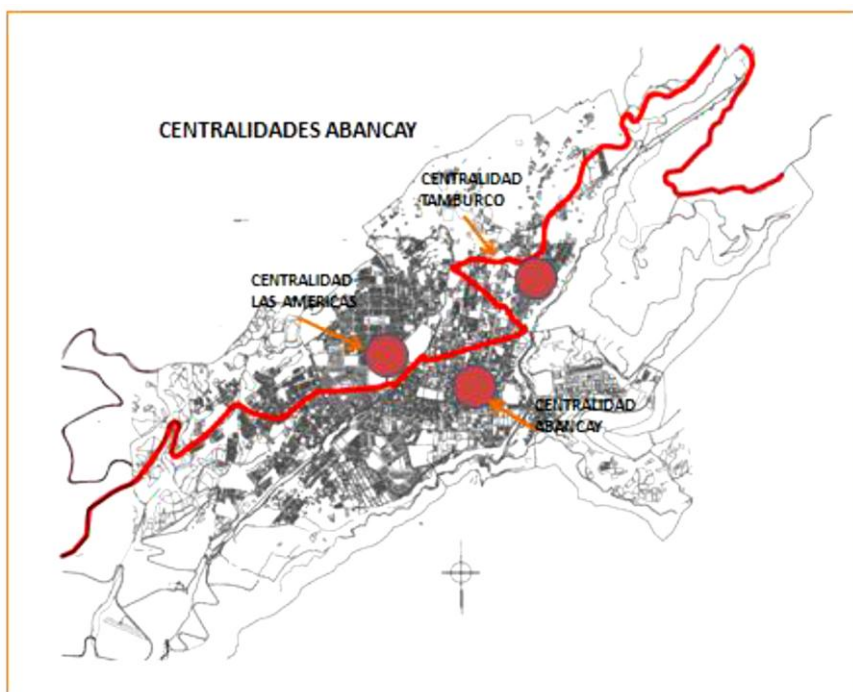 CENTRALIDADES ABANCAY
CENTRALIDAD
TAMBURCO
CENTRALIDAD
LAS AMERICAS
CENTRALIDAD
ABANCAY